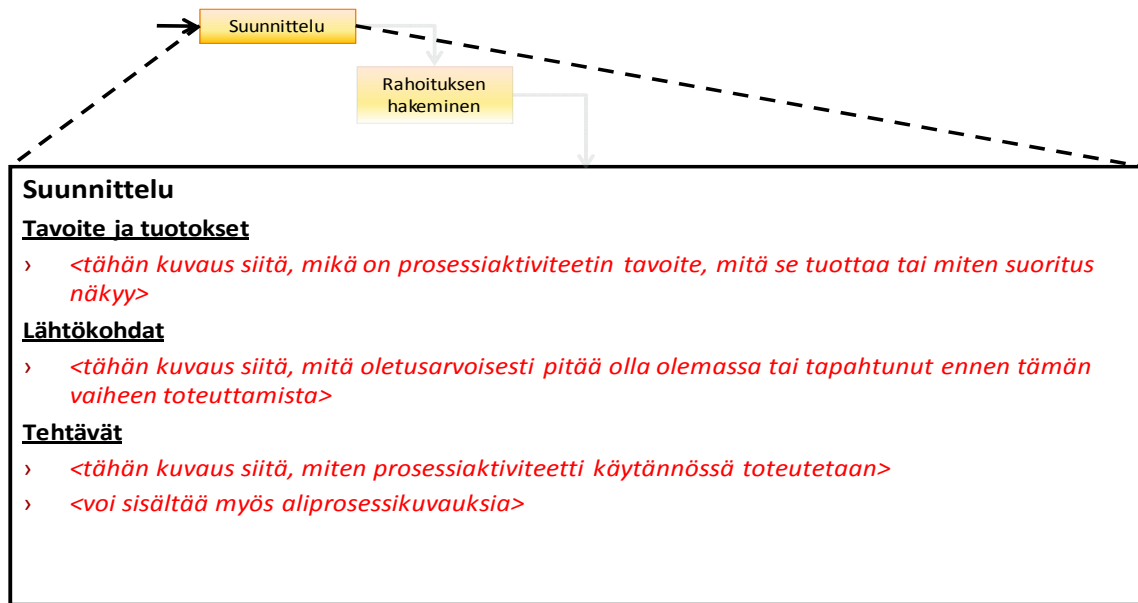 Suunnittelu
Rahoituksen
hakeminen
Suunnittelu
Tavoite ja tuotokset
› <tähän kuvaus siitä, mikä on prosessiaktiviteetin tavoite, mitä se tuottaa tai miten suoritus
näkyy>
Lähtökohdat
› <tähän kuvaus siitä, mitä oletusarvoisesti pitää olla olemassa tai tapahtunut ennen tämän
vaiheen toteuttamista>
Tehtävät
› <tähän kuvaus siitä, miten prosessiaktiviteetti käytännössä toteutetaan>
› <voi sisältää myös aliprosessikuvauksia>